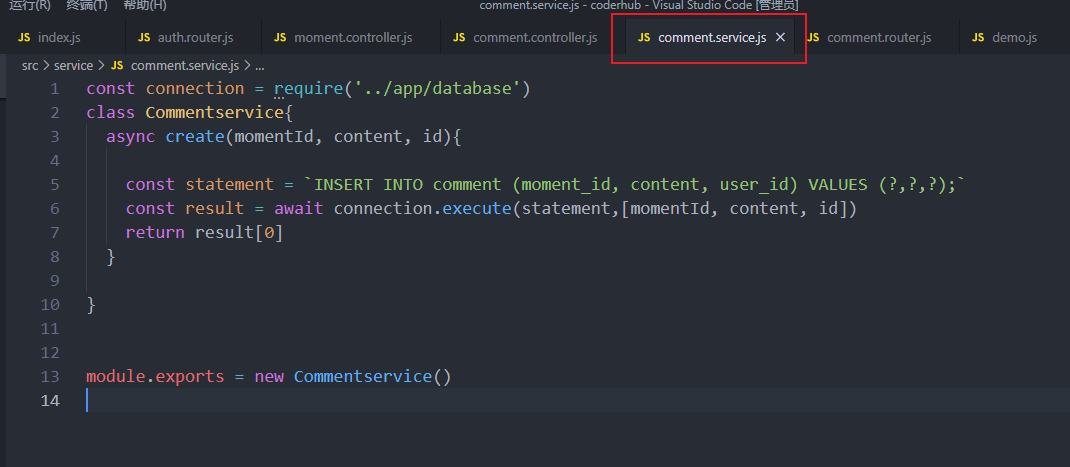 运行(R) 终端(T) 帮助(H) comment.service.js - coderhub - Visual Studio Code [管理员]
JS index.js JS auth.router.js JS moment.controller.js JS comment.controller.js JS comment.service.js × JS comment.router.js JS demo.js
src > service > JS comment.service.js > ...
1 const connection = require('../app/database')
2 class Commentservice{
3 async create(momentId, content, id){
4
5 const statement = `INSERT INTO comment (moment_id, content, user_id) VALUES (?,?,?);`
6 const result = await connection.execute(statement,[momentId, content, id])
7 return result[0]
8 }
9
10 }
11
12
13 module.exports = new Commentservice()
14